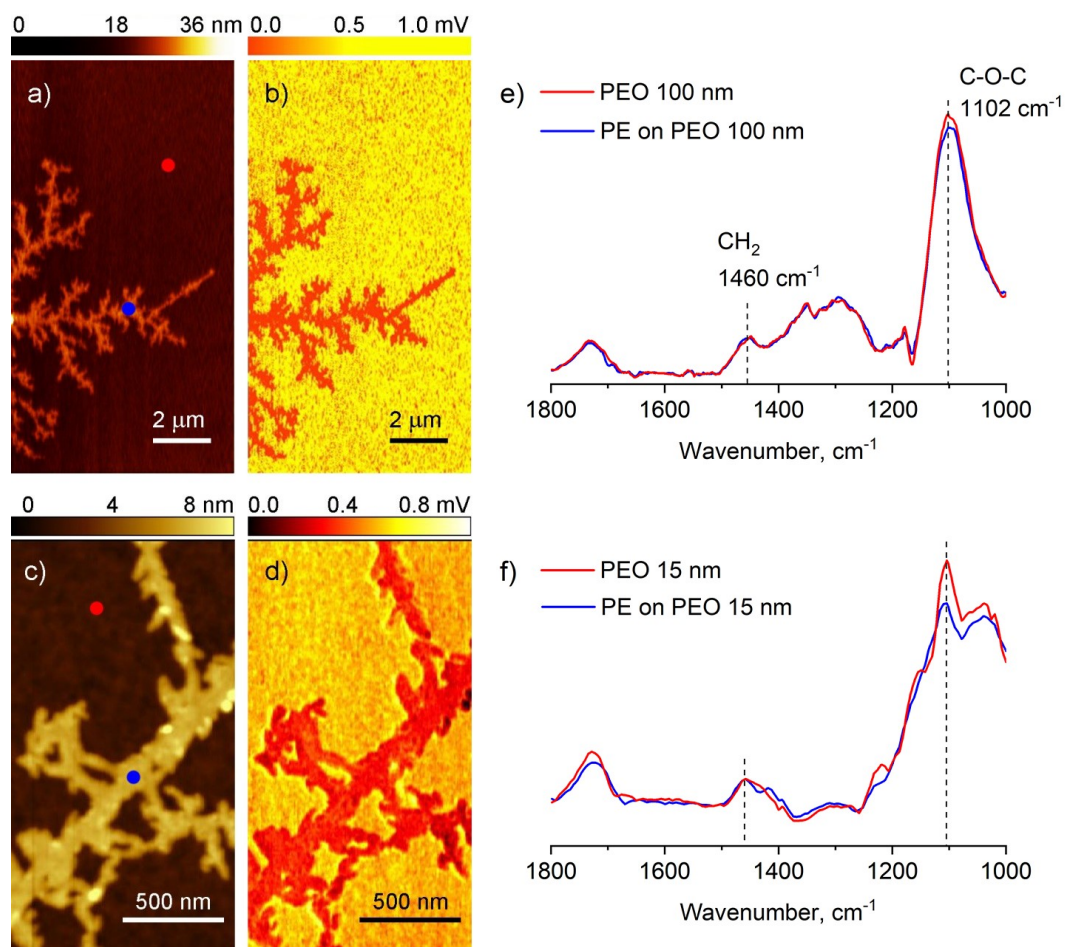 0 18 36 nm
0.0 0.5 1.0 mV
a)
b)
2 μm
2 μm
e)
PEO 100 nm
PE on PEO 100 nm
C-O-C
1102 cm⁻¹
CH₂
1460 cm⁻¹
1800 1600 1400 1200 1000
Wavenumber, cm⁻¹
0 4 8 nm
0.0 0.4 0.8 mV
c)
d)
500 nm
500 nm
f)
PEO 15 nm
PE on PEO 15 nm
1800 1600 1400 1200 1000
Wavenumber, cm⁻¹